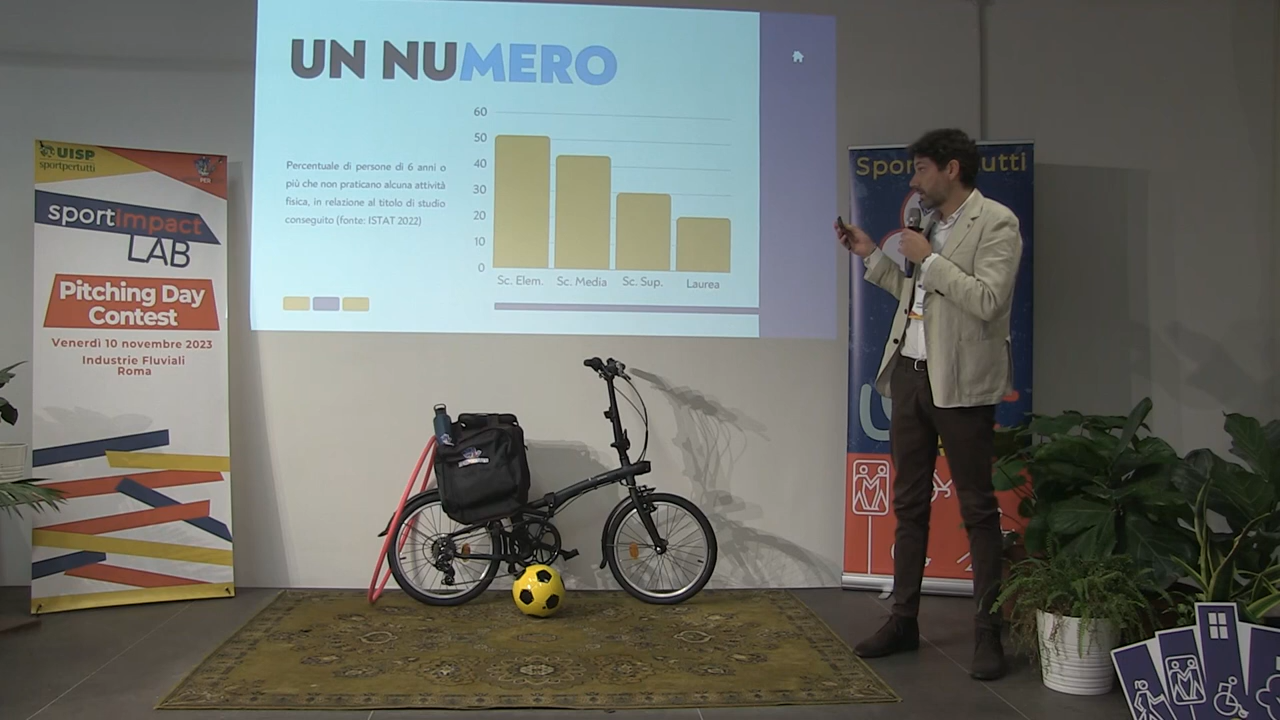 UN NUMERO
Percentuale di persone di 6 anni o
più che non praticano alcuna attività
fisica, in relazione al titolo di studio
conseguito (fonte: ISTAT 2022)
60
50
40
30
20
10
0
Sc. Elem.
Sc. Media
Sc. Sup.
Laurea
UISP
sportpertutti
sportimpact
LAB
Pitching Day
Contest
Venerdì 10 novembre 2023
Industrie Fluviali
Roma